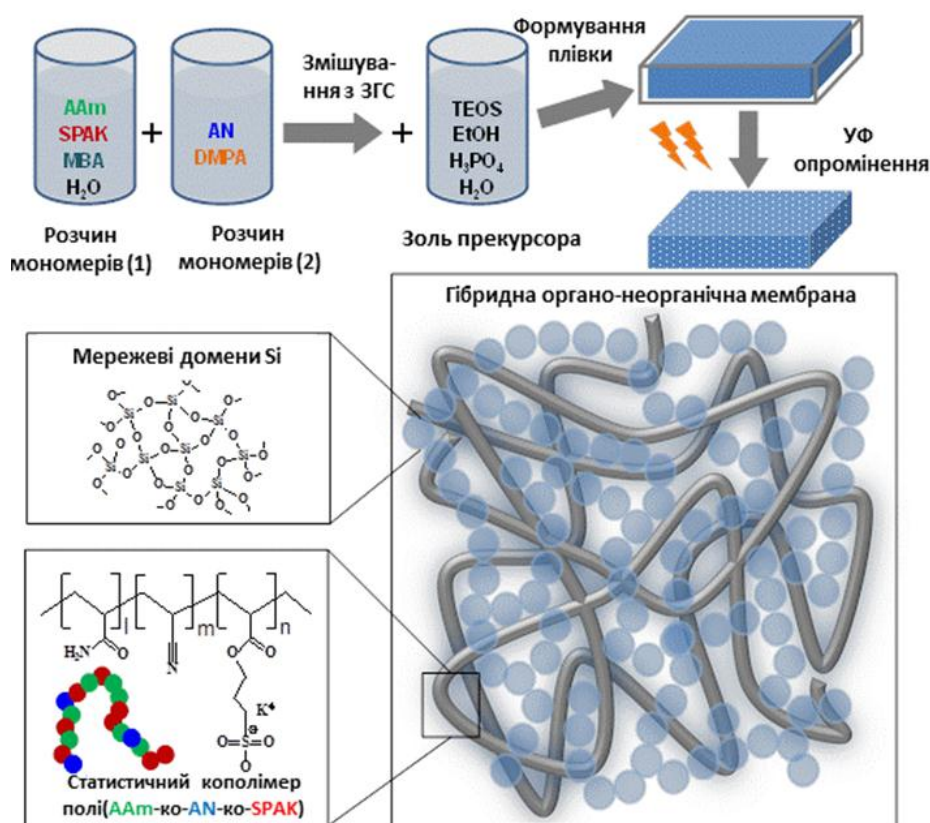 AAm
SPAK
MBA
H₂O
+
AN
DMPA
Змішува-
ння з ЗГС
+
TEOS
EtOH
H₃PO₄
H₂O
Формування
плівки
УФ
опромінення
Розчин
мономерів (1)
Розчин
мономерів (2)
Золь прекурсора
Гібридна органо-неорганічна мембрана
Мережеві домени Si
l
m
n
H₂N
O
N
O
O
K⁺
O=S=O
O
Статистичний кополімер
полі(AAm-ко-AN-ко-SPAK)